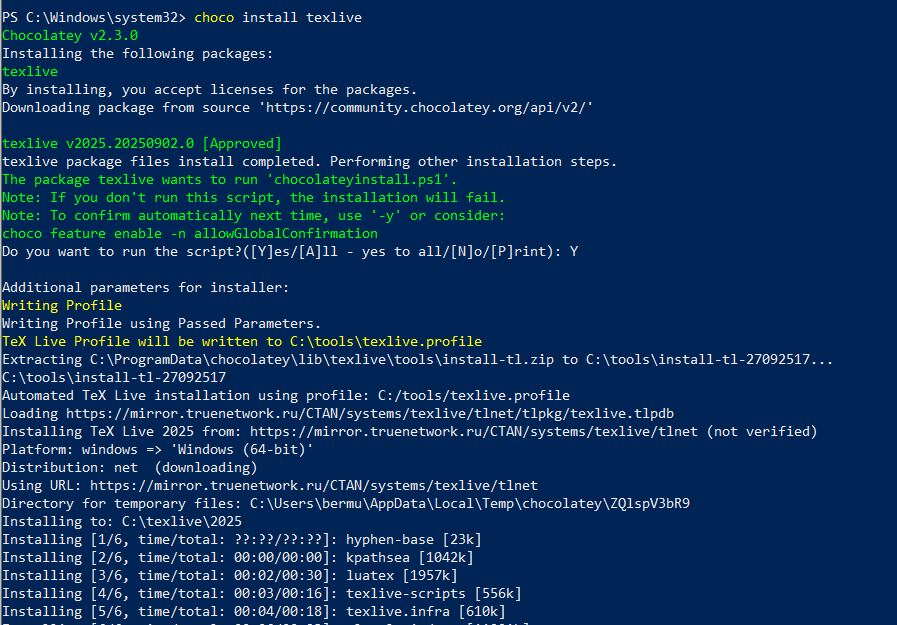 PS C:\Windows\system32> choco install texlive
Chocolatey v2.3.0
Installing the following packages:
texlive
By installing, you accept licenses for the packages.
Downloading package from source 'https://community.chocolatey.org/api/v2/'
texlive v2025.20250902.0 [Approved]
texlive package files install completed. Performing other installation steps.
The package texlive wants to run 'chocolateyinstall.ps1'.
Note: If you don't run this script, the installation will fail.
Note: To confirm automatically next time, use '-y' or consider:
choco feature enable -n allowGlobalConfirmation
Do you want to run the script?([Y]es/[A]ll - yes to all/[N]o/[P]rint): Y
Additional parameters for installer:
Writing Profile
Writing Profile using Passed Parameters.
TeX Live Profile will be written to C:\tools\texlive.profile
Extracting C:\ProgramData\chocolatey\lib\texlive\tools\install-tl.zip to C:\tools\install-tl-27092517...
C:\tools\install-tl-27092517
Automated TeX Live installation using profile: C:/tools/texlive.profile
Loading https://mirror.truenetwork.ru/CTAN/systems/texlive/tlnet/tlpkg/texlive.tlpdb
Installing TeX Live 2025 from: https://mirror.truenetwork.ru/CTAN/systems/texlive/tlnet (not verified)
Platform: windows => 'Windows (64-bit)'
Distribution: net  (downloading)
Using URL: https://mirror.truenetwork.ru/CTAN/systems/texlive/tlnet
Directory for temporary files: C:\Users\bermu\AppData\Local\Temp\chocolatey\ZQlspV3bR9
Installing to: C:\texlive\2025
Installing [1/6, time/total: ??:??/??:??]: hyphen-base [23k]
Installing [2/6, time/total: 00:00/00:00]: kpathsea [1042k]
Installing [3/6, time/total: 00:02/00:30]: luatex [1957k]
Installing [4/6, time/total: 00:03/00:16]: texlive-scripts [556k]
Installing [5/6, time/total: 00:04/00:18]: texlive.infra [610k]